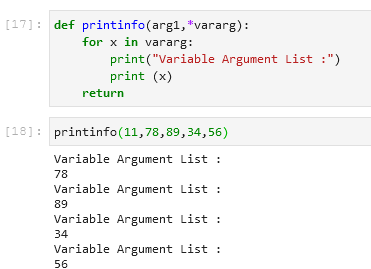 [17]: def printinfo(arg1,*vararg):
for x in vararg:
print("Variable Argument List :")
print (x)
return
[18]: printinfo(11,78,89,34,56)
Variable Argument List :
78
Variable Argument List :
89
Variable Argument List :
34
Variable Argument List :
56